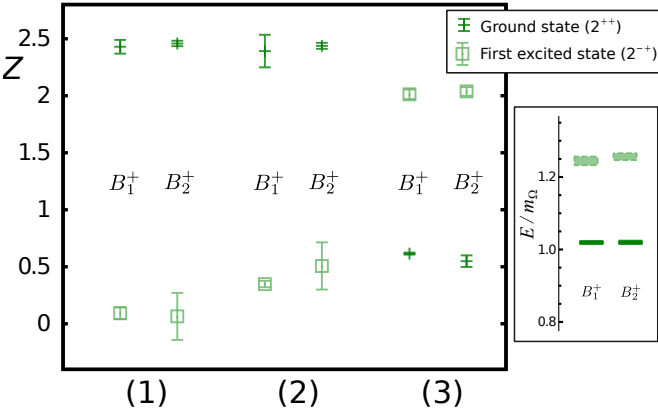 Ground state (2⁺⁺)
First excited state (2⁻⁺)
Z
2.5
2
1.5
1
0.5
0
B₁⁺ B₂⁺ B₁⁺ B₂⁺ B₁⁺ B₂⁺
(1) (2) (3)
E / m_Ω
1.2
1.0
0.8
B₁⁺ B₂⁺